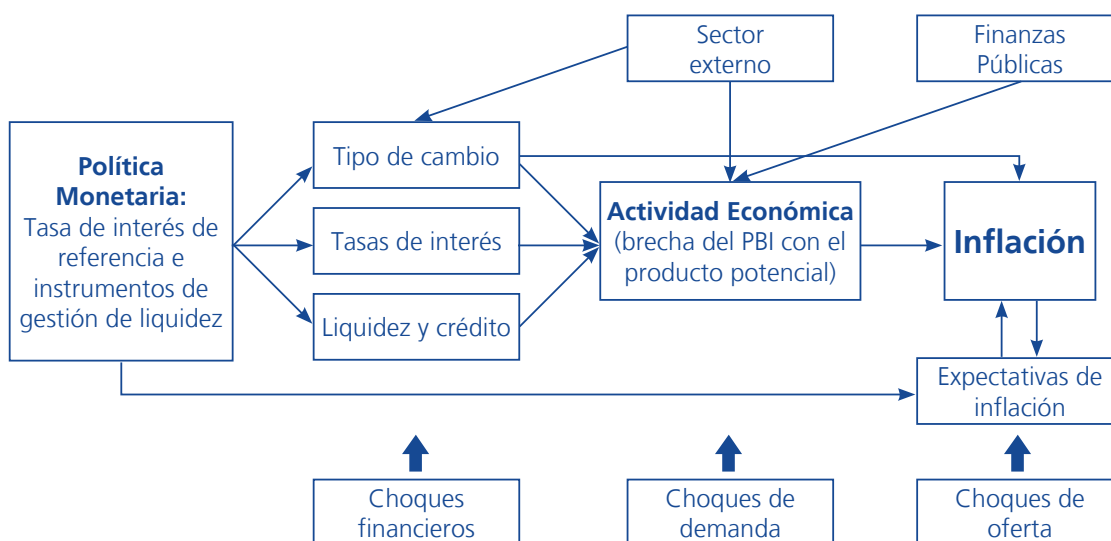 Sector
externo
Finanzas
Públicas
Política
Monetaria:
Tasa de interés de
referencia e
instrumentos de
gestión de liquidez
Tipo de cambio
Tasas de interés
Liquidez y crédito
Actividad Económica
(brecha del PBI con el
producto potencial)
Inflación
Expectativas de
inflación
Choques
financieros
Choques de
demanda
Choques de
oferta